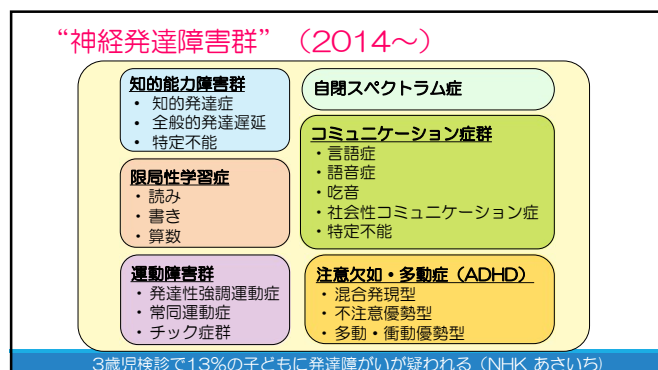 “神経発達障害群”（2014～）
知的能力障害群
・ 知的発達症
・ 全般的発達遅延
・ 特定不能
限局性学習症
・読み
・書き
・算数
運動障害群
・発達性強調運動症
・常同運動症
・チック症群
自閉スペクトラム症
コミュニケーション症群
・言語症
・語音症
・吃音
・社会性コミュニケーション症
・特定不能
注意欠如・多動症（ADHD）
・混合発現型
・不注意優勢型
・多動・衝動優勢型
3歳児検診で13%の子どもに発達障がいが疑われる（NHK あさいち）